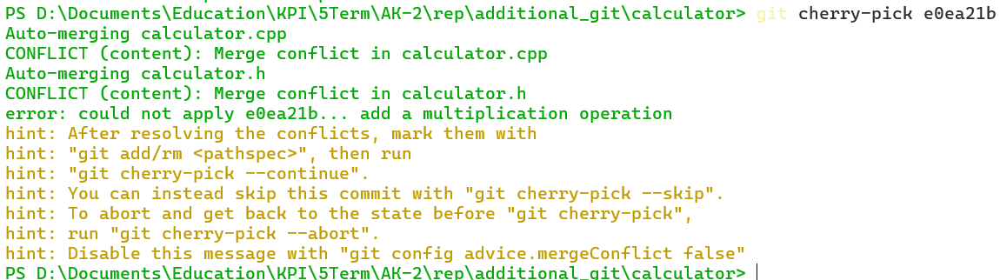 PS D:\Documents\Education\KPI\5Term\AK-2\rep\additional_git\calculator> git cherry-pick e0ea21b
Auto-merging calculator.cpp
CONFLICT (content): Merge conflict in calculator.cpp
Auto-merging calculator.h
CONFLICT (content): Merge conflict in calculator.h
error: could not apply e0ea21b... add a multiplication operation
hint: After resolving the conflicts, mark them with
hint: "git add/rm <pathspec>", then run
hint: "git cherry-pick --continue".
hint: You can instead skip this commit with "git cherry-pick --skip".
hint: To abort and get back to the state before "git cherry-pick",
hint: run "git cherry-pick --abort".
hint: Disable this message with "git config advice.mergeConflict false"
PS D:\Documents\Education\KPI\5Term\AK-2\rep\additional_git\calculator>